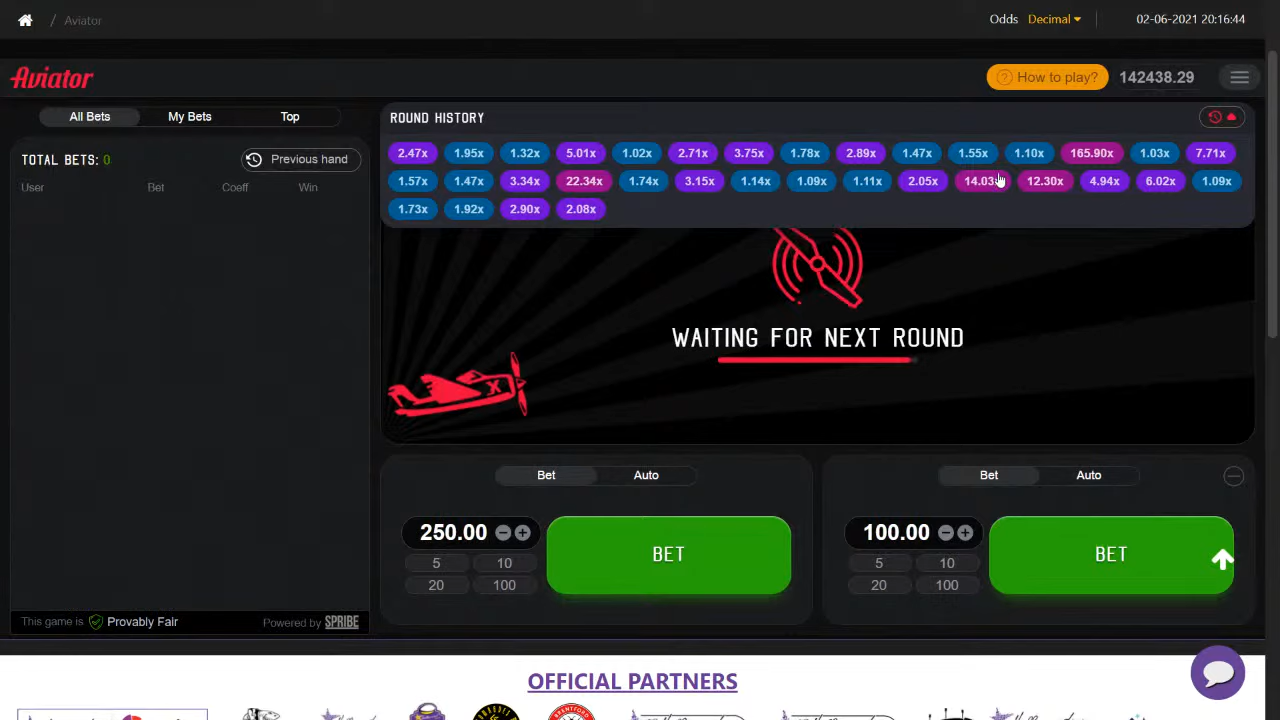 / Aviator
Odds Decimal 02-06-2021 20:16:44
Aviator
? How to play? 142438.29
All Bets My Bets Top
TOTAL BETS: 0 Previous hand
User Bet Coeff Win
ROUND HISTORY
2.47x 1.95x 1.32x 5.01x 1.02x 2.71x 3.75x 1.78x 2.89x 1.47x 1.55x 1.10x 165.90x 1.03x 7.71x
1.57x 1.47x 3.34x 22.34x 1.74x 3.15x 1.14x 1.09x 1.11x 2.05x 14.03x 12.30x 4.94x 6.02x 1.09x
1.73x 1.92x 2.90x 2.08x
WAITING FOR NEXT ROUND
X
Bet Auto
250.00 BET
5 10
20 100
Bet Auto
100.00 BET
5 10
20 100
This game is Provably Fair Powered by SPRIBE
OFFICIAL PARTNERS